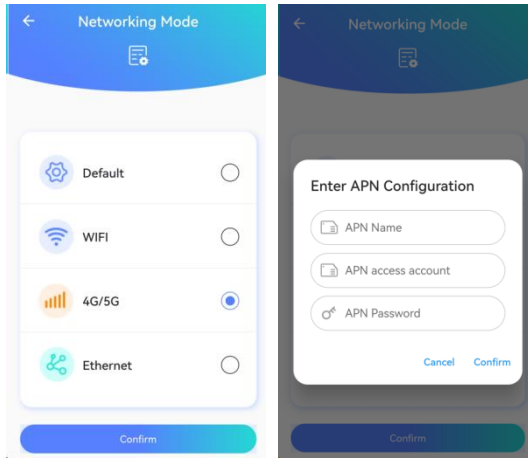 Networking Mode
Default
WIFI
4G/5G
Ethernet
Confirm
Networking Mode
Enter APN Configuration
APN Name
APN access account
APN Password
Cancel Confirm
Confirm